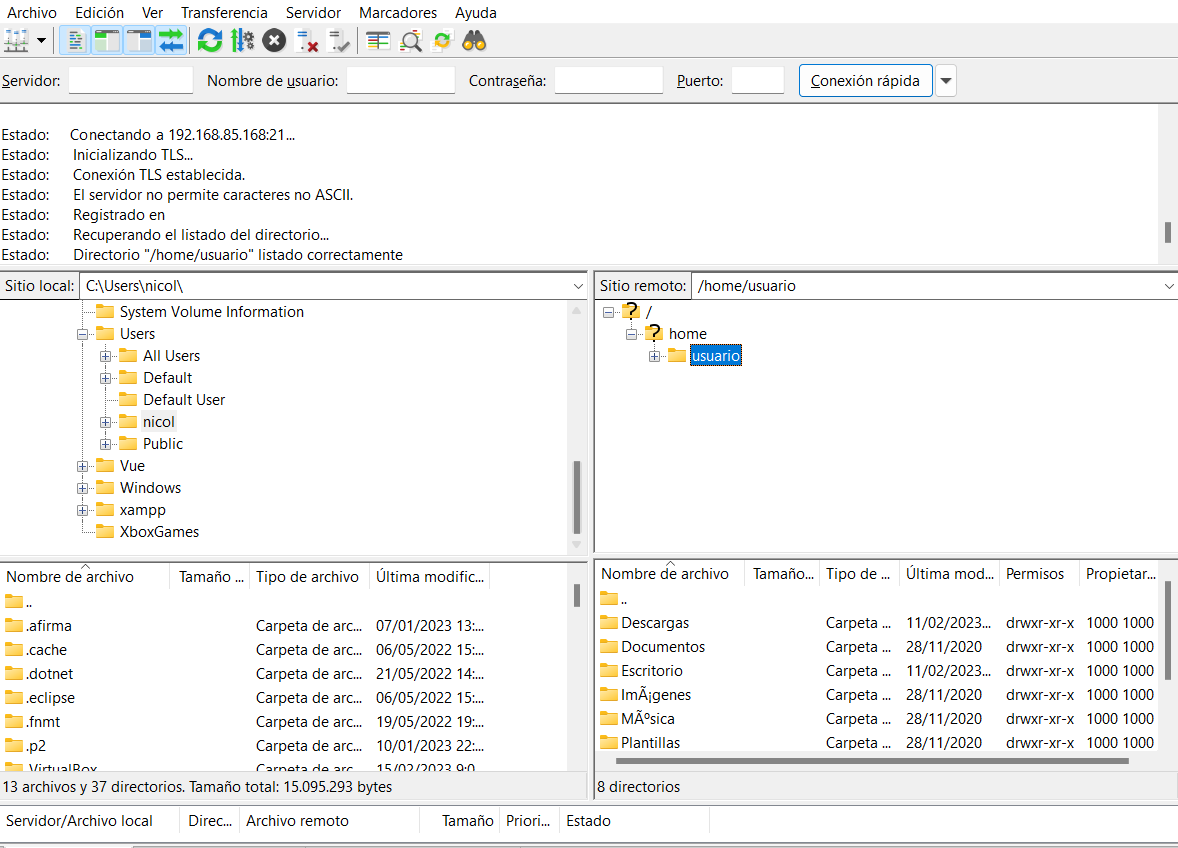 Archivo Edición Ver Transferencia Servidor Marcadores Ayuda
Servidor: Nombre de usuario: Contraseña: Puerto: Conexión rápida
Estado: Conectando a 192.168.85.168:21...
Estado: Inicializando TLS...
Estado: Conexión TLS establecida.
Estado: El servidor no permite caracteres no ASCII.
Estado: Registrado en
Estado: Recuperando el listado del directorio...
Estado: Directorio "/home/usuario" listado correctamente
Sitio local: C:\Users\nicol\
System Volume Information
Users
All Users
Default
Default User
nicol
Public
Vue
Windows
xampp
XboxGames
Sitio remoto: /home/usuario
/
home
usuario
Nombre de archivo Tamaño ... Tipo de archivo Última modific...
..
.afirma Carpeta de arc... 07/01/2023 13:...
.cache Carpeta de arc... 06/05/2022 15:...
.dotnet Carpeta de arc... 21/05/2022 14:...
.eclipse Carpeta de arc... 06/05/2022 15:...
.fnmt Carpeta de arc... 19/05/2022 19:...
.p2 Carpeta de arc... 10/01/2023 22:...
.VirtualBox Carpeta de arc... 15/02/2023 9:0...
13 archivos y 37 directorios. Tamaño total: 15.095.293 bytes
Nombre de archivo Tamaño... Tipo de ... Última mod... Permisos Propietar...
..
Descargas Carpeta ... 11/02/2023... drwxr-xr-x 1000 1000
Documentos Carpeta ... 28/11/2020 drwxr-xr-x 1000 1000
Escritorio Carpeta ... 11/02/2023... drwxr-xr-x 1000 1000
ImÃ¡genes Carpeta ... 28/11/2020 drwxr-xr-x 1000 1000
MÃºsica Carpeta ... 28/11/2020 drwxr-xr-x 1000 1000
Plantillas Carpeta ... 28/11/2020 drwxr-xr-x 1000 1000
8 directorios
Servidor/Archivo local Direc... Archivo remoto Tamaño Priori... Estado